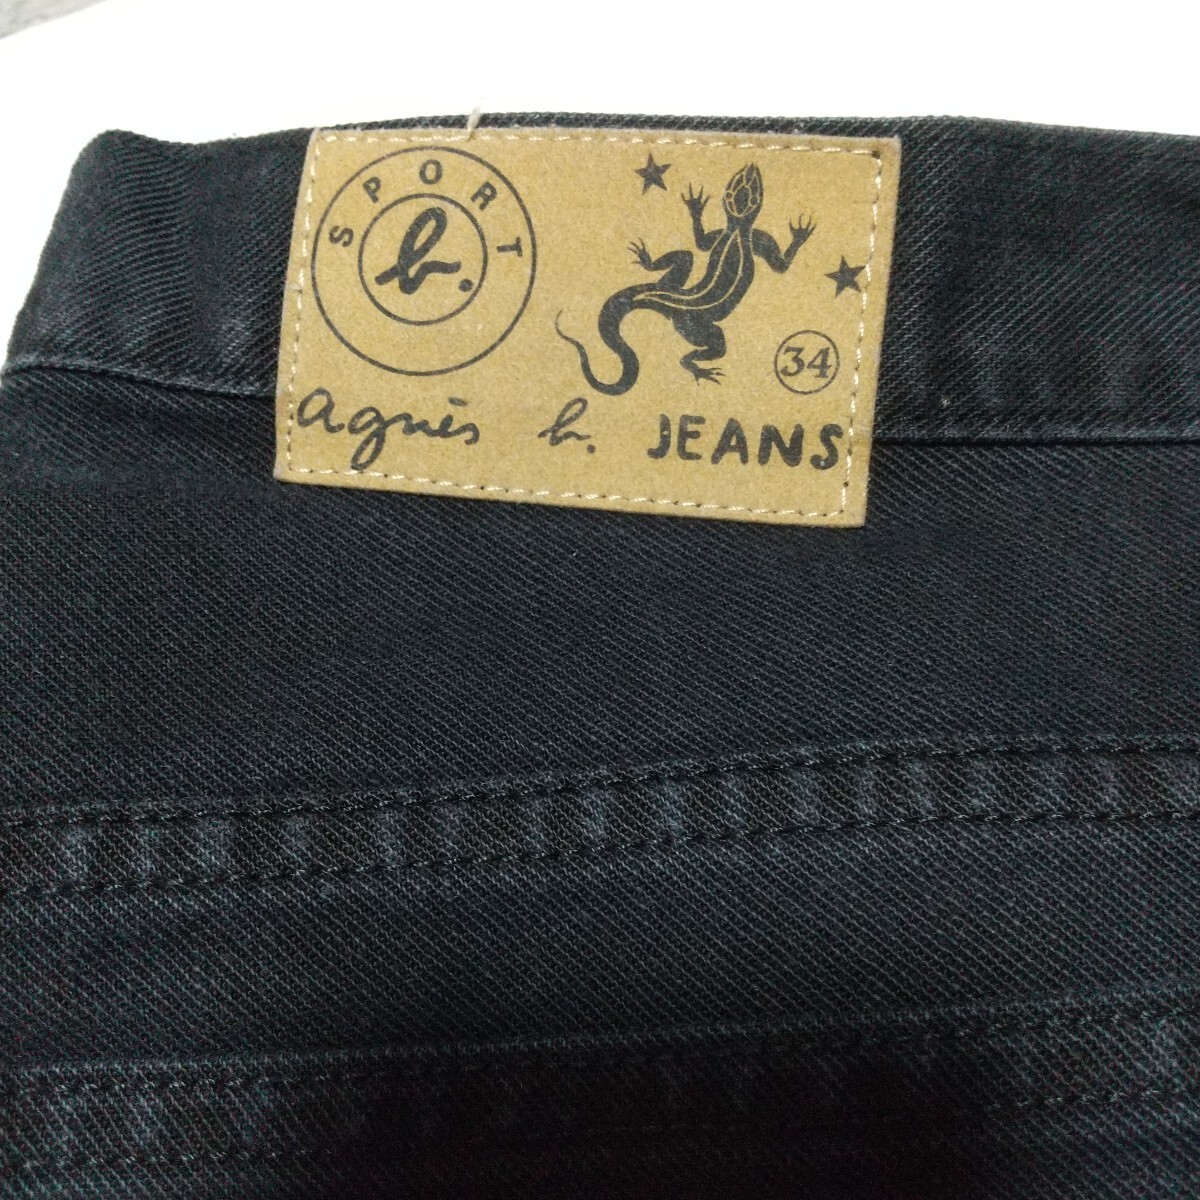 SPORT
b.
34
agnès b. JEANS